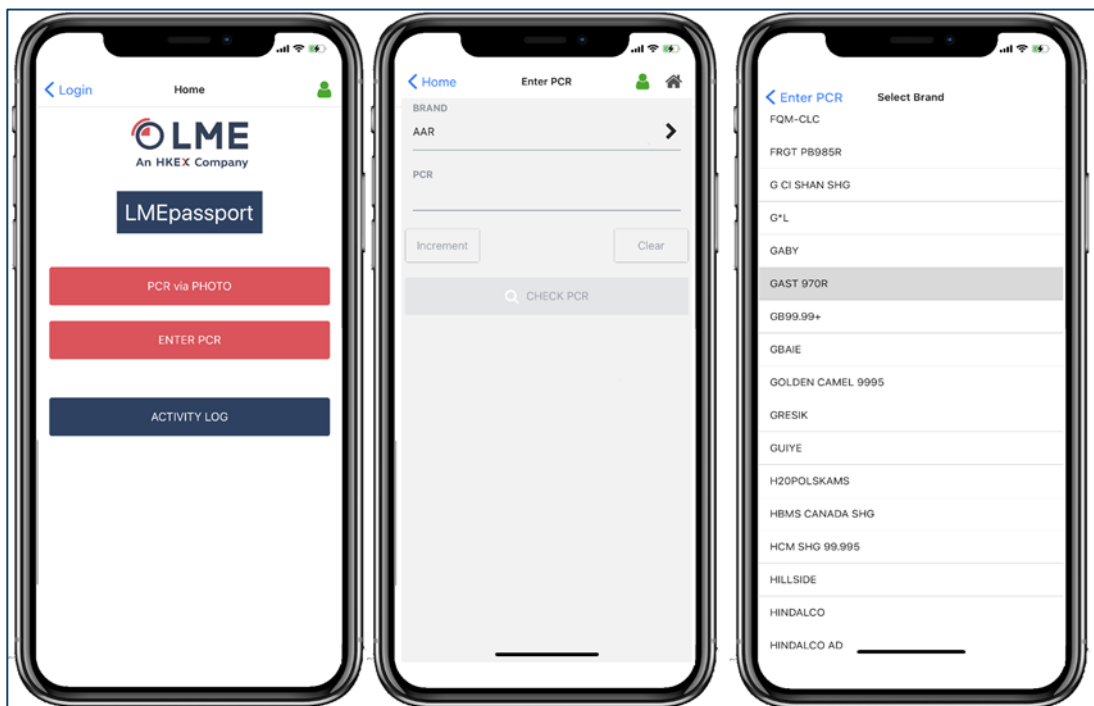 Login
Home
LME
An HKEX Company
LMEpassport
PCR via PHOTO
ENTER PCR
ACTIVITY LOG
Home
Enter PCR
BRAND
AAR
PCR
Increment
Clear
CHECK PCR
Enter PCR
Select Brand
FQM-CLC
FRGT PB985R
G CI SHAN SHG
G*L
GABY
GAST 970R
GB99.99+
GBAIE
GOLDEN CAMEL 9995
GRESIK
GUIYE
H20POLSKAMS
HBMS CANADA SHG
HCM SHG 99.995
HILLSIDE
HINDALCO
HINDALCO AD